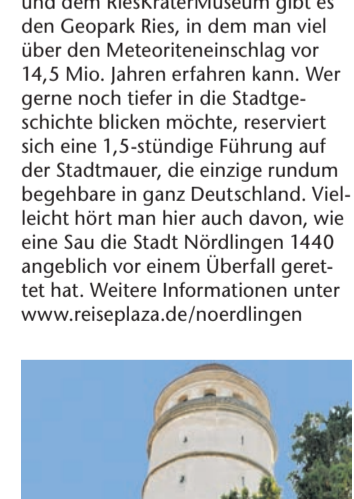 und dem RiesKraterMuseum gibt es
den Geopark Ries, in dem man viel
über den Meteoriteneinschlag vor
14,5 Mio. Jahren erfahren kann. Wer
gerne noch tiefer in die Stadtge-
schichte blicken möchte, reserviert
sich eine 1,5-stündige Führung auf
der Stadtmauer, die einzige rundum
begehbare in ganz Deutschland. Viel-
leicht hört man hier auch davon, wie
eine Sau die Stadt Nördlingen 1440
angeblich vor einem Überfall geret-
tet hat. Weitere Informationen unter
www.reiseplaza.de/noerdlingen